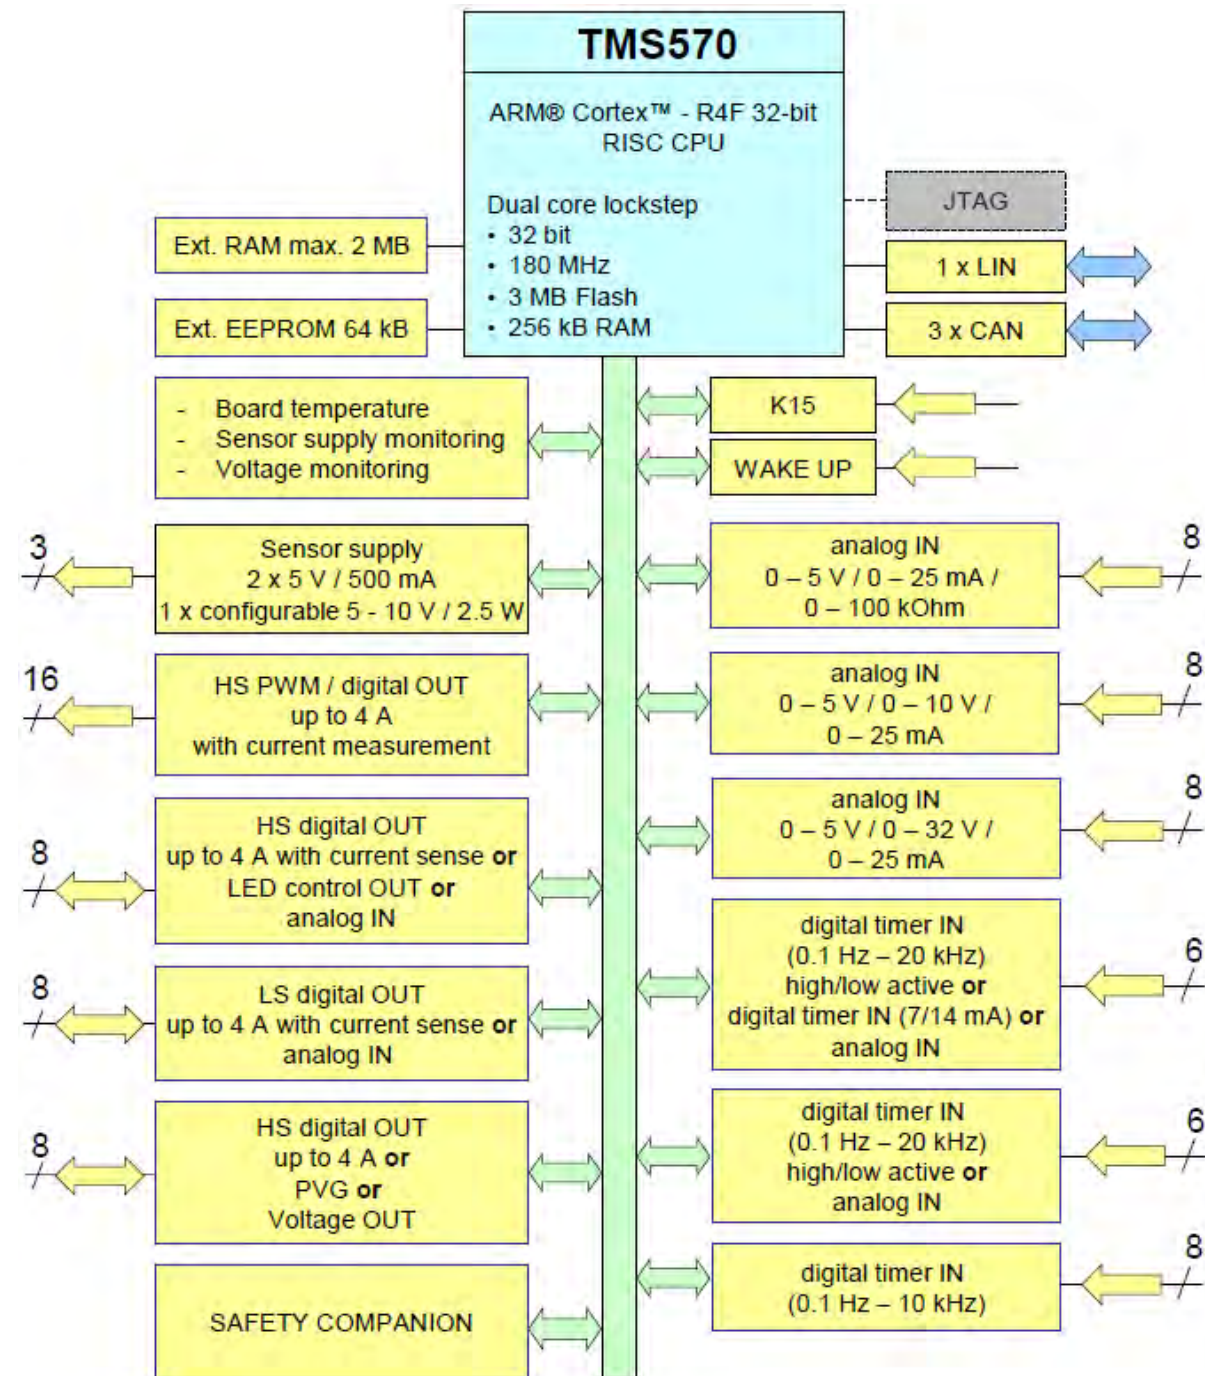 TMS570
ARM® Cortex™ - R4F 32-bit
RISC CPU
Dual core lockstep
• 32 bit
• 180 MHz
• 3 MB Flash
• 256 kB RAM
JTAG
Ext. RAM max. 2 MB
1 x LIN
Ext. EEPROM 64 kB
3 x CAN
- Board temperature
- Sensor supply monitoring
- Voltage monitoring
K15
WAKE UP
3
Sensor supply
2 x 5 V / 500 mA
1 x configurable 5 - 10 V / 2.5 W
analog IN
0 – 5 V / 0 – 25 mA /
0 – 100 kOhm
8
16
HS PWM / digital OUT
up to 4 A
with current measurement
analog IN
0 – 5 V / 0 – 10 V /
0 – 25 mA
8
8
HS digital OUT
up to 4 A with current sense or
LED control OUT or
analog IN
analog IN
0 – 5 V / 0 – 32 V /
0 – 25 mA
8
8
LS digital OUT
up to 4 A with current sense or
analog IN
digital timer IN
(0.1 Hz – 20 kHz)
high/low active or
digital timer IN (7/14 mA) or
analog IN
6
8
HS digital OUT
up to 4 A or
PVG or
Voltage OUT
digital timer IN
(0.1 Hz – 20 kHz)
high/low active or
analog IN
6
SAFETY COMPANION
digital timer IN
(0.1 Hz – 10 kHz)
8